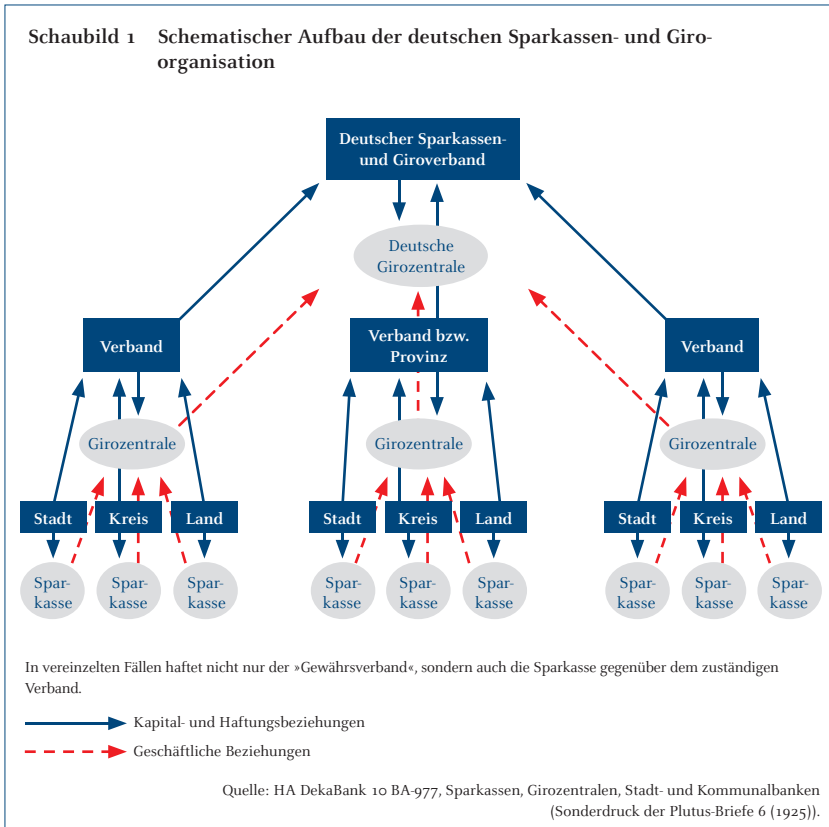 Schaubild 1 Schematischer Aufbau der deutschen Sparkassen- und Giro-
organisation
Deutscher Sparkassen-
und Giroverband
Deutsche
Girozentrale
Verband
Verband bzw.
Provinz
Verband
Girozentrale
Girozentrale
Girozentrale
Stadt Kreis Land
Stadt Kreis Land
Stadt Kreis Land
Spar-
kasse
Spar-
kasse
Spar-
kasse
Spar-
kasse
Spar-
kasse
Spar-
kasse
Spar-
kasse
Spar-
kasse
Spar-
kasse
In vereinzelten Fällen haftet nicht nur der »Gewährsverband«, sondern auch die Sparkasse gegenüber dem zuständigen
Verband.
Kapital- und Haftungsbeziehungen
Geschäftliche Beziehungen
Quelle: HA DekaBank 10 BA-977, Sparkassen, Girozentralen, Stadt- und Kommunalbanken
(Sonderdruck der Plutus-Briefe 6 (1925)).